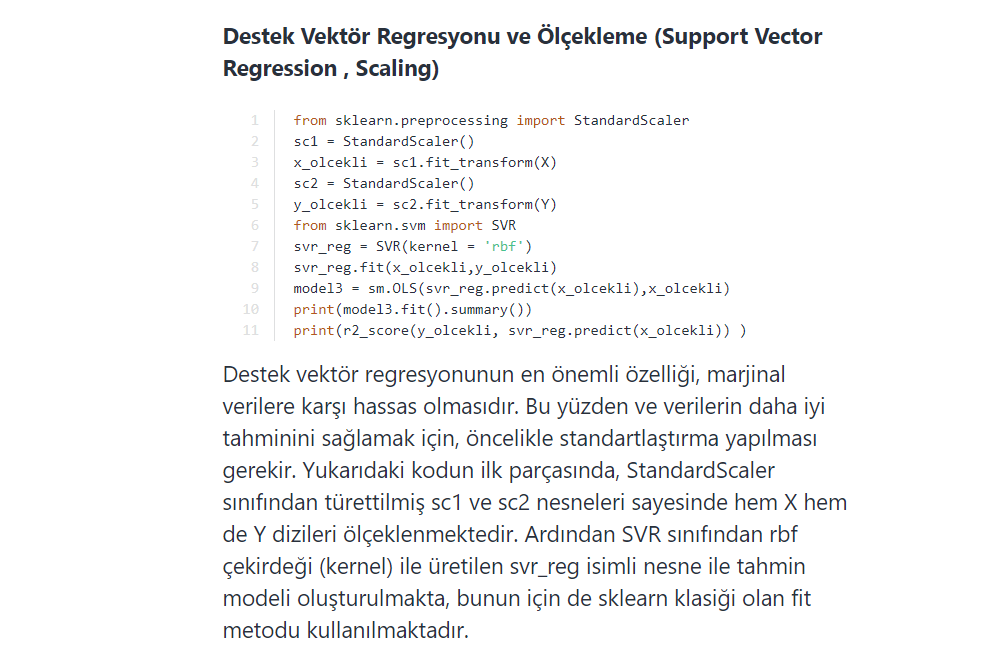 Destek Vektör Regresyonu ve Ölçekleme (Support Vector
Regression , Scaling)
1 from sklearn.preprocessing import StandardScaler
2 sc1 = StandardScaler()
3 x_olcekli = sc1.fit_transform(X)
4 sc2 = StandardScaler()
5 y_olcekli = sc2.fit_transform(Y)
6 from sklearn.svm import SVR
7 svr_reg = SVR(kernel = 'rbf')
8 svr_reg.fit(x_olcekli,y_olcekli)
9 model3 = sm.OLS(svr_reg.predict(x_olcekli),x_olcekli)
10 print(model3.fit().summary())
11 print(r2_score(y_olcekli, svr_reg.predict(x_olcekli)) )
Destek vektör regresyonunun en önemli özelliği, marjinal
verilere karşı hassas olmasıdır. Bu yüzden ve verilerin daha iyi
tahminini sağlamak için, öncelikle standartlaştırma yapılması
gerekir. Yukarıdaki kodun ilk parçasında, StandardScaler
sınıfından türettilmiş sc1 ve sc2 nesneleri sayesinde hem X hem
de Y dizileri ölçeklenmektedir. Ardından SVR sınıfından rbf
çekirdeği (kernel) ile üretilen svr_reg isimli nesne ile tahmin
modeli oluşturulmakta, bunun için de sklearn klasiği olan fit
metodu kullanılmaktadır.